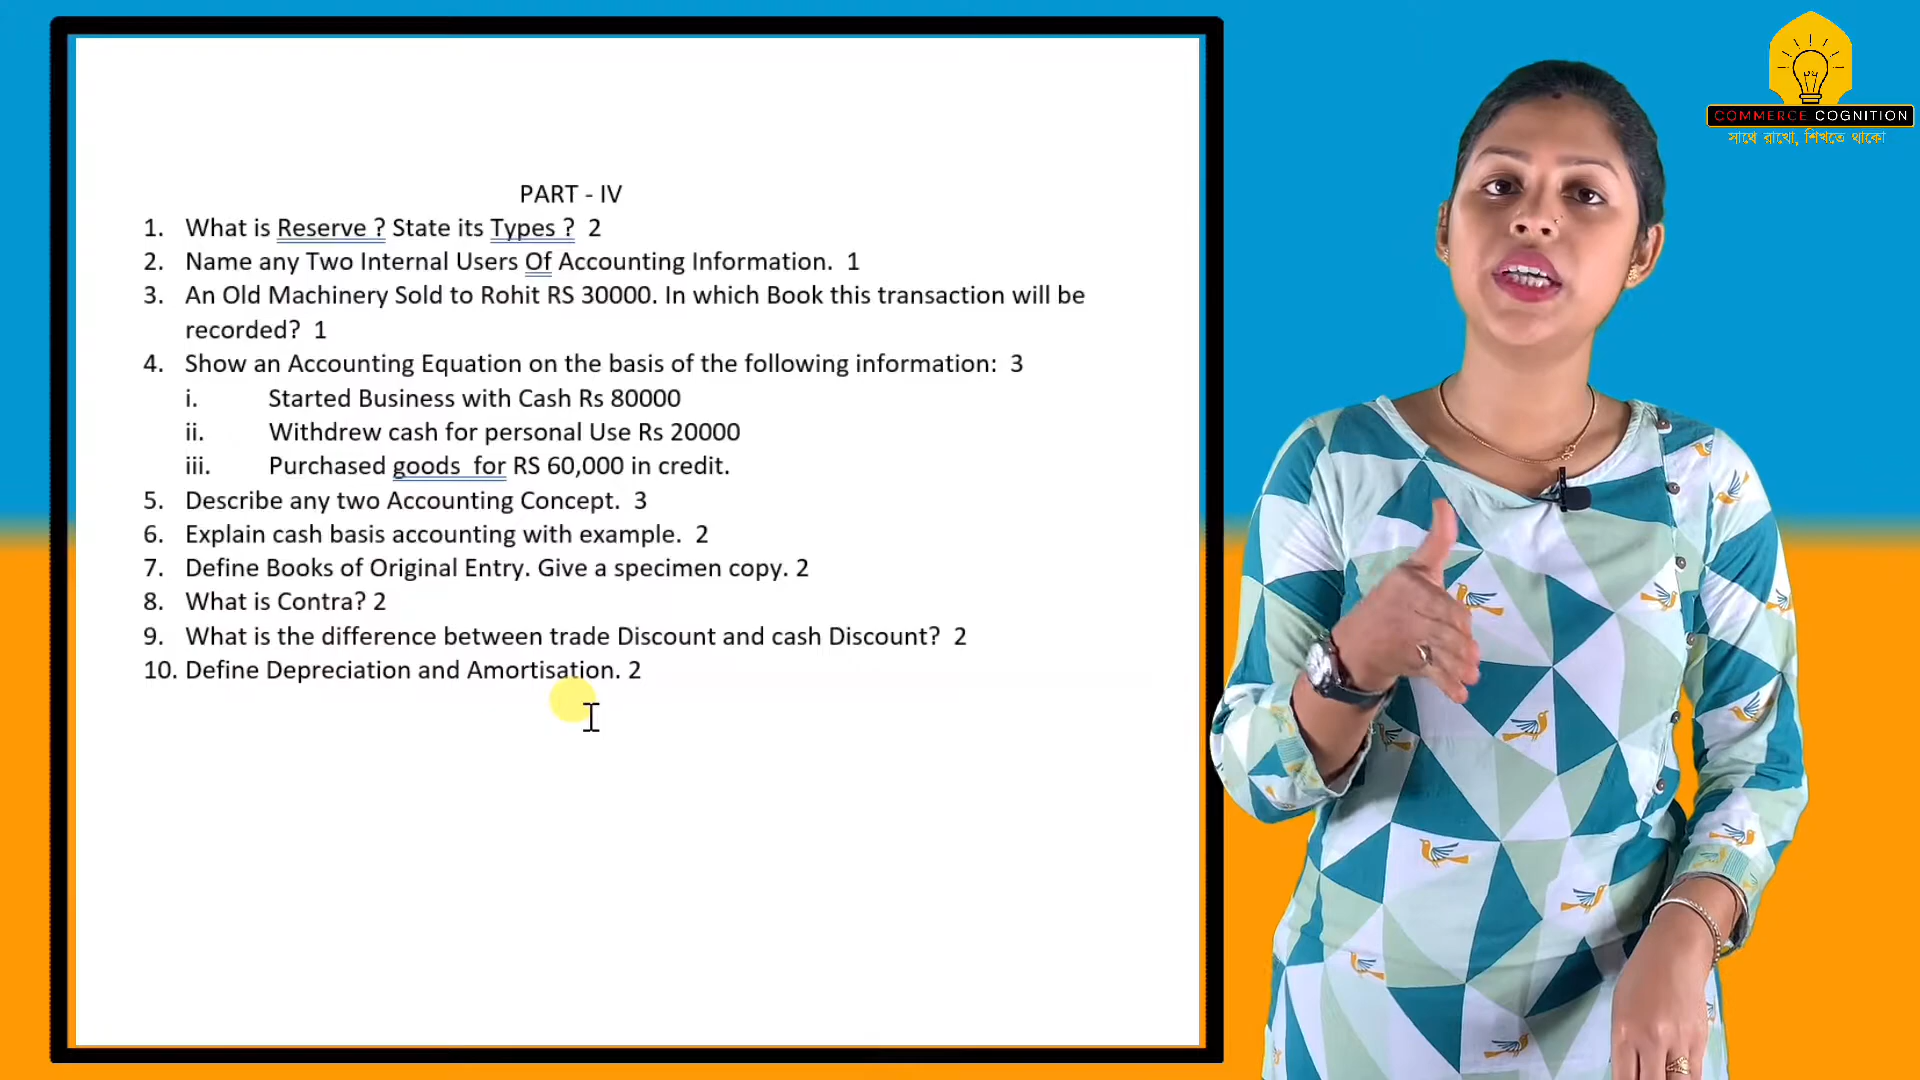 PART - IV
1. What is Reserve ? State its Types ? 2
2. Name any Two Internal Users Of Accounting Information. 1
3. An Old Machinery Sold to Rohit RS 30000. In which Book this transaction will be
recorded? 1
4. Show an Accounting Equation on the basis of the following information: 3
i. Started Business with Cash Rs 80000
ii. Withdrew cash for personal Use Rs 20000
iii. Purchased goods for RS 60,000 in credit.
5. Describe any two Accounting Concept. 3
6. Explain cash basis accounting with example. 2
7. Define Books of Original Entry. Give a specimen copy. 2
8. What is Contra? 2
9. What is the difference between trade Discount and cash Discount? 2
10. Define Depreciation and Amortisation. 2
COMMERCE COGNITION
সাথে রাখো, শিখতে থাকো